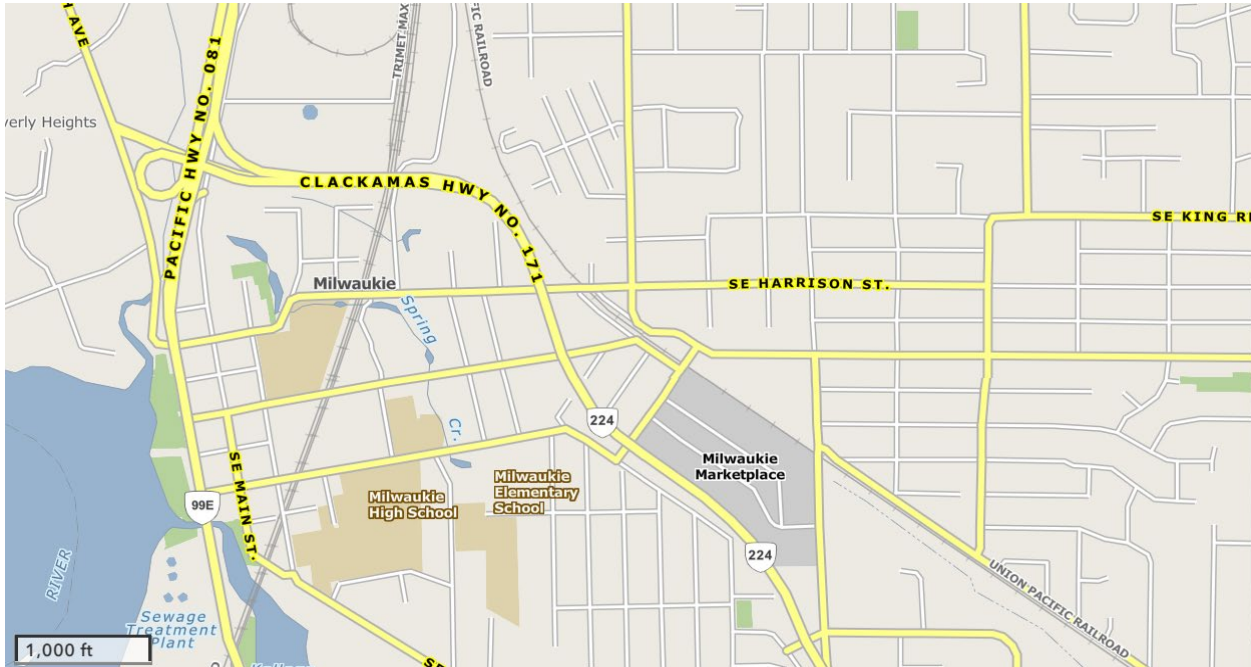 H AVE
PACIFIC HWY NO. 081
TRIMET MAX
FIC RAILROAD
verly Heights
CLACKAMAS HWY NO. 171
SE KING R
Milwaukie
SE HARRISON ST.
Spring
Cr.
224
Milwaukie
Marketplace
SE MAIN ST.
Milwaukie
High School
Milwaukie
Elementary
School
99E
224
RIVER
UNION PACIFIC RAILROAD
Sewage
Treatment
Plant
1,000 ft
SE